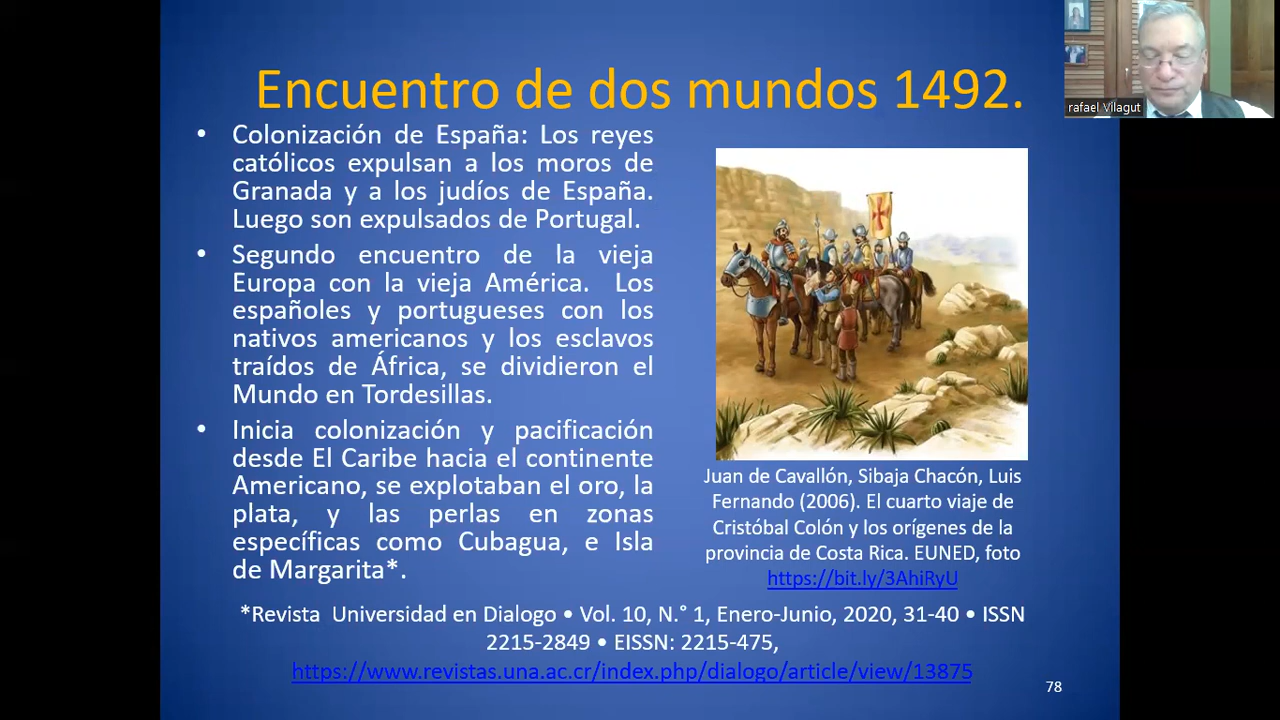 Encuentro de dos mundos 1492.
• Colonización de España: Los reyes
católicos expulsan a los moros de
Granada y a los judíos de España.
Luego son expulsados de Portugal.
• Segundo encuentro de la vieja
Europa con la vieja América. Los
españoles y portugueses con los
nativos americanos y los esclavos
traídos de África, se dividieron el
Mundo en Tordesillas.
• Inicia colonización y pacificación
desde El Caribe hacia el continente
Americano, se explotaban el oro, la
plata, y las perlas en zonas
específicas como Cubagua, e Isla
de Margarita*.
Juan de Cavallón, Sibaja Chacón, Luis
Fernando (2006). El cuarto viaje de
Cristóbal Colón y los orígenes de la
provincia de Costa Rica. EUNED, foto
https://bit.ly/3AhiRyU
*Revista Universidad en Dialogo • Vol. 10, N.° 1, Enero-Junio, 2020, 31-40 • ISSN
2215-2849 • EISSN: 2215-475,
https://www.revistas.una.ac.cr/index.php/dialogo/article/view/13875
78
rafael VIlagut